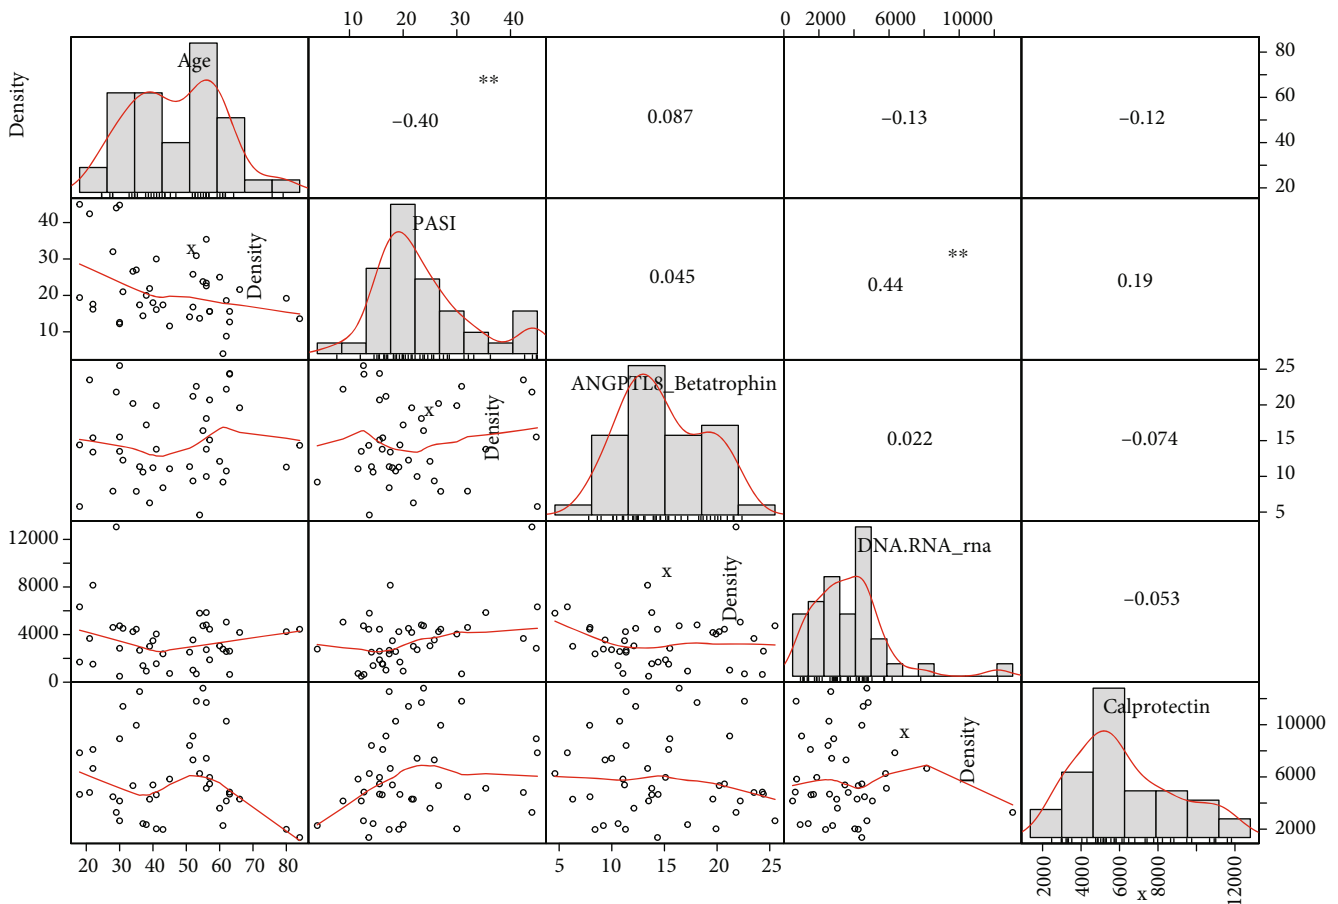 10 20 30 40
0 2000 6000 10000
Density
Age
**
−0.40
0.087
−0.13
−0.12
80
60
40
20
40
30
20
10
x
Density
PASI
0.045
**
0.44
0.19
x
Density
ANGPTL8_Betatrophin
0.022
−0.074
25
20
15
10
5
12000
8000
4000
0
x
Density
DNA.RNA_rna
−0.053
x
Density
Calprotectin
10000
6000
2000
20 30 40 50 60 70 80
5 10 15 20 25
2000 4000 6000 8000 12000
x